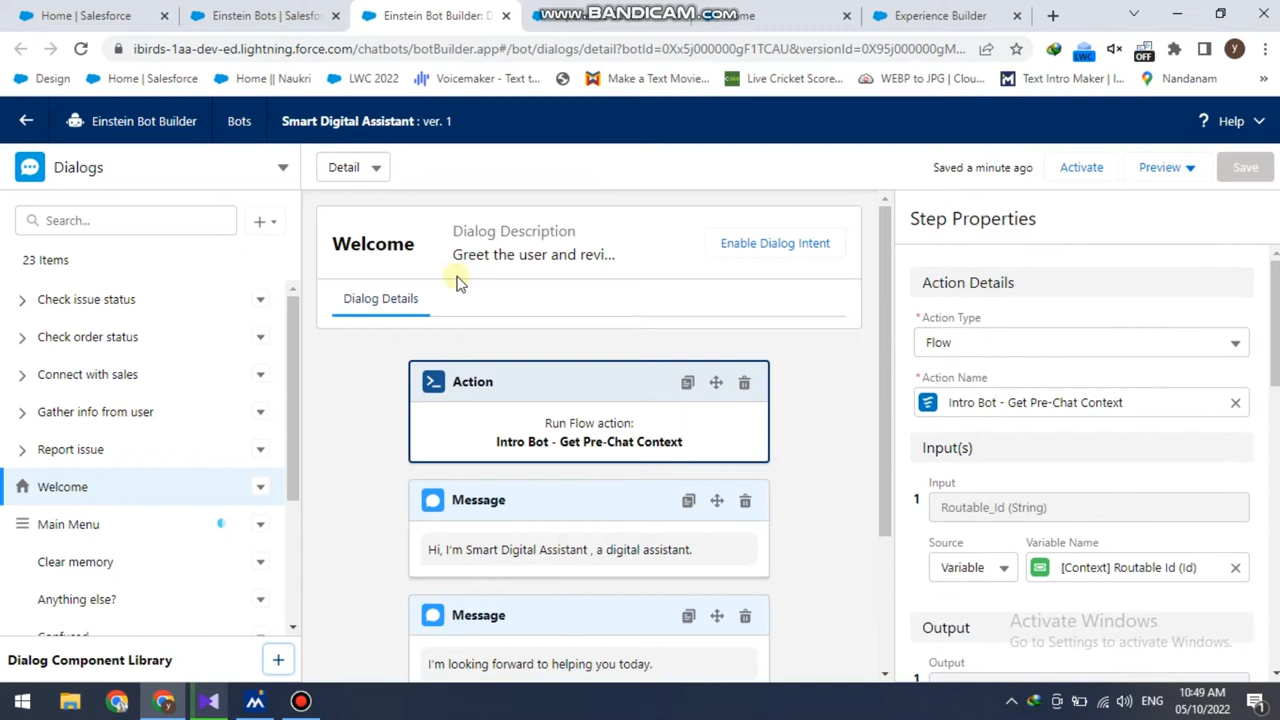 Home | Salesforce
Einstein Bots | Salesfo
Einstein Bot Builder: D
ome
Experience Builder
www.BANDICAM.com
ibirds-1aa-dev-ed.lightning.force.com/chatbots/botBuilder.app#/bot/dialogs/detail?botId=0Xx5j000000gF1TCAU&versionId=0X95j000000gM...
LWC
OFF
y
Design
Home | Salesforce
Home || Naukri
LWC 2022
Voicemaker - Text t...
Make a Text Movie...
Live Cricket Score...
WEBP to JPG | Clou...
Text Intro Maker | I...
Nandanam
»
Einstein Bot Builder
Bots
Smart Digital Assistant : ver. 1
? Help
Dialogs
Detail
Saved a minute ago
Activate
Preview
Save
Search...
23 Items
Check issue status
Check order status
Connect with sales
Gather info from user
Report issue
Welcome
Main Menu
Clear memory
Anything else?
Confused
Dialog Component Library
Welcome
Dialog Description
Greet the user and revi...
Enable Dialog Intent
Dialog Details
Action
Run Flow action:
Intro Bot - Get Pre-Chat Context
Message
Hi, I'm Smart Digital Assistant , a digital assistant.
Message
I'm looking forward to helping you today.
Step Properties
Action Details
*Action Type
Flow
*Action Name
Intro Bot - Get Pre-Chat Context
Input(s)
Input
1
Routable_Id (String)
Source
Variable Name
Variable
[Context] Routable Id (Id)
Output
Output
1
Activate Windows
Go to Settings to activate Windows.
ENG
10:49 AM
05/10/2022
1